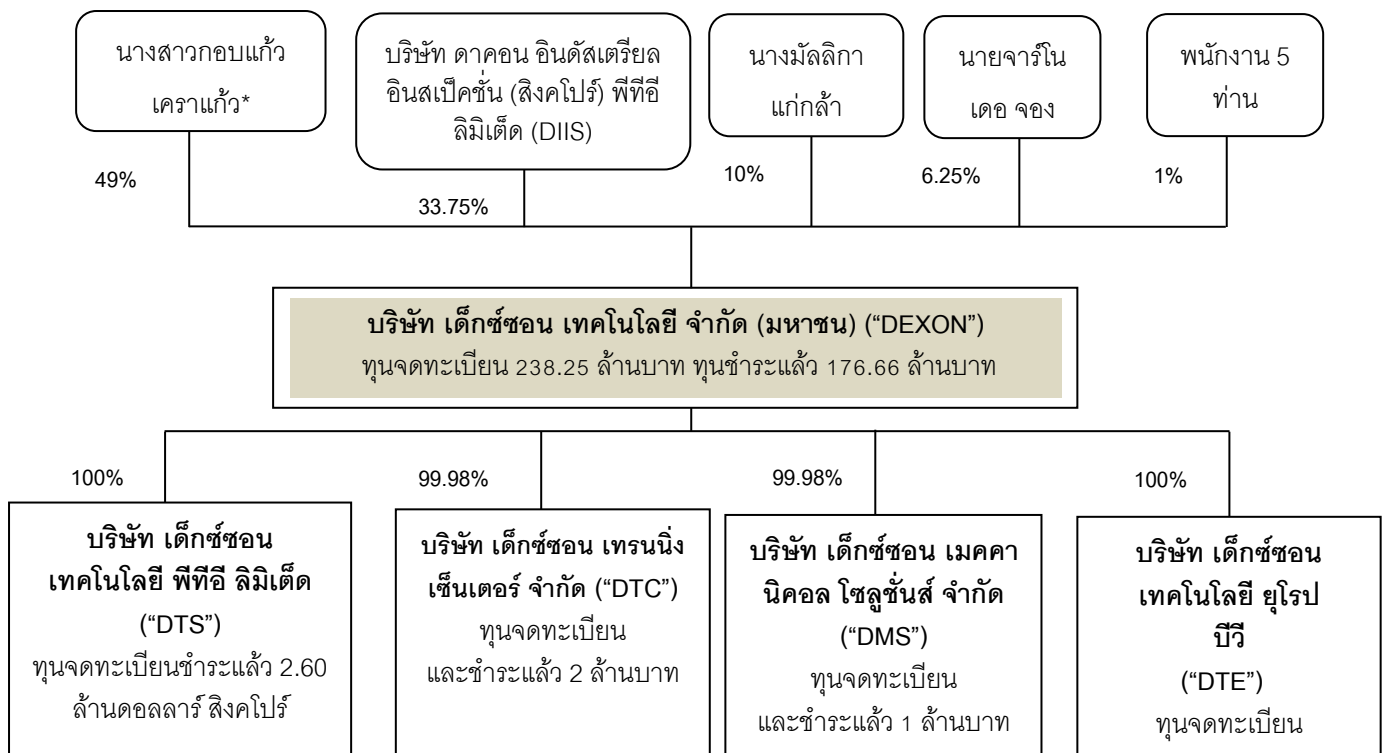 นางสาวกอบแก้ว
เคราแก้ว*
บริษัท ดาคอน อินดัสเตรียล
อินสเป็คชั่น (สิงคโปร์) พีทีอี
ลิมิเต็ด (DIIS)
นางมัลลิกา
แก่กล้า
นายจาร์โน
เดอ จอง
พนักงาน 5
ท่าน
49%
33.75%
10%
6.25%
1%
บริษัท เด็กซ์ซอน เทคโนโลยี จำกัด (มหาชน) (“DEXON”)
ทุนจดทะเบียน 238.25 ล้านบาท ทุนชำระแล้ว 176.66 ล้านบาท
100%
99.98%
99.98%
100%
บริษัท เด็กซ์ซอน
เทคโนโลยี พีทีอี ลิมิเต็ด
(“DTS”)
ทุนจดทะเบียนชำระแล้ว 2.60
ล้านดอลลาร์ สิงคโปร์
บริษัท เด็กซ์ซอน เทรนนิ่ง
เซ็นเตอร์ จำกัด (“DTC”)
ทุนจดทะเบียน
และชำระแล้ว 2 ล้านบาท
บริษัท เด็กซ์ซอน เมคคา
นิคอล โซลูชั่นส์ จำกัด
(“DMS”)
ทุนจดทะเบียน
และชำระแล้ว 1 ล้านบาท
บริษัท เด็กซ์ซอน
เทคโนโลยี ยุโรป
บีวี
(“DTE”)
ทุนจดทะเบียน